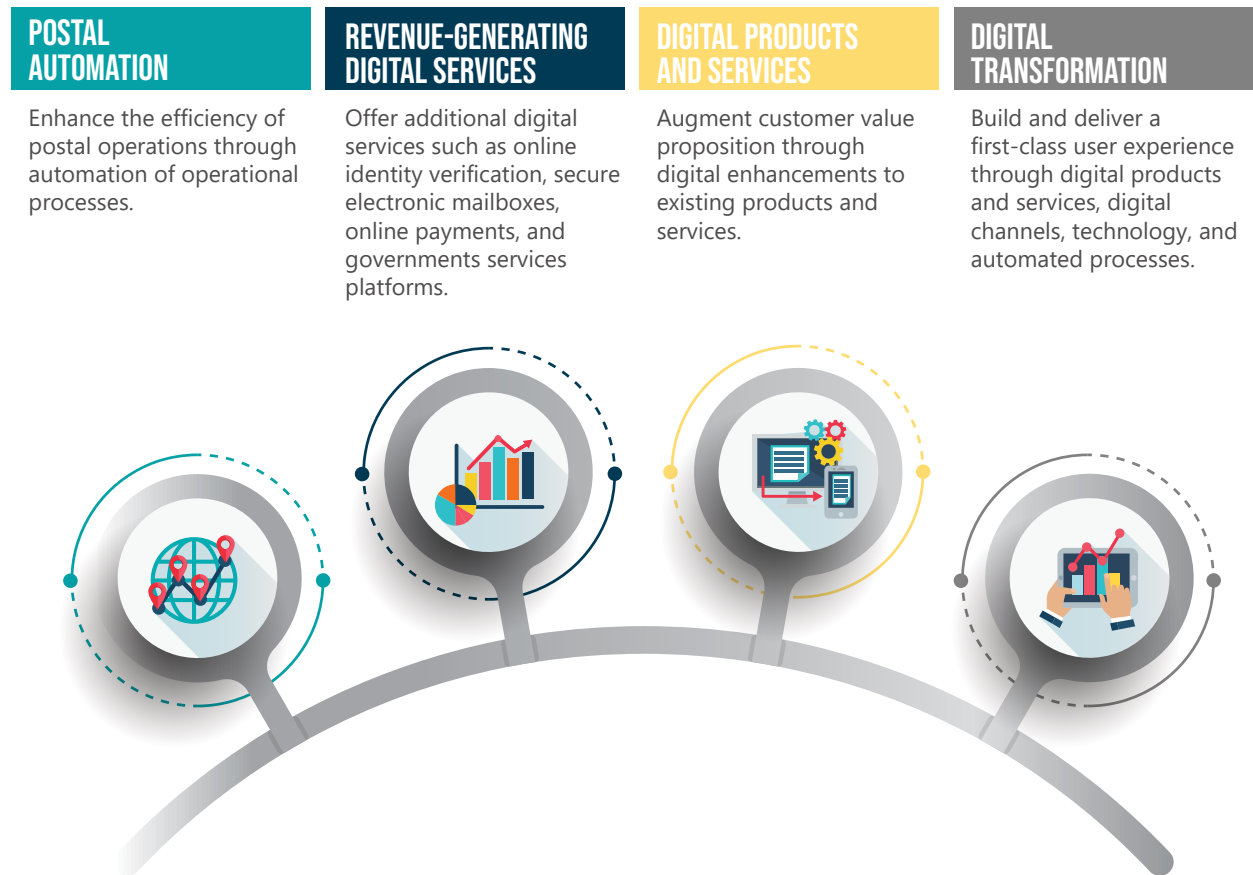 POSTAL
AUTOMATION
Enhance the efficiency of
postal operations through
automation of operational
processes.
REVENUE-GENERATING
DIGITAL SERVICES
Offer additional digital
services such as online
identity verification, secure
electronic mailboxes,
online payments, and
governments services
platforms.
DIGITAL PRODUCTS
AND SERVICES
Augment customer value
proposition through
digital enhancements to
existing products and
services.
DIGITAL
TRANSFORMATION
Build and deliver a
first-class user experience
through digital products
and services, digital
channels, technology, and
automated processes.